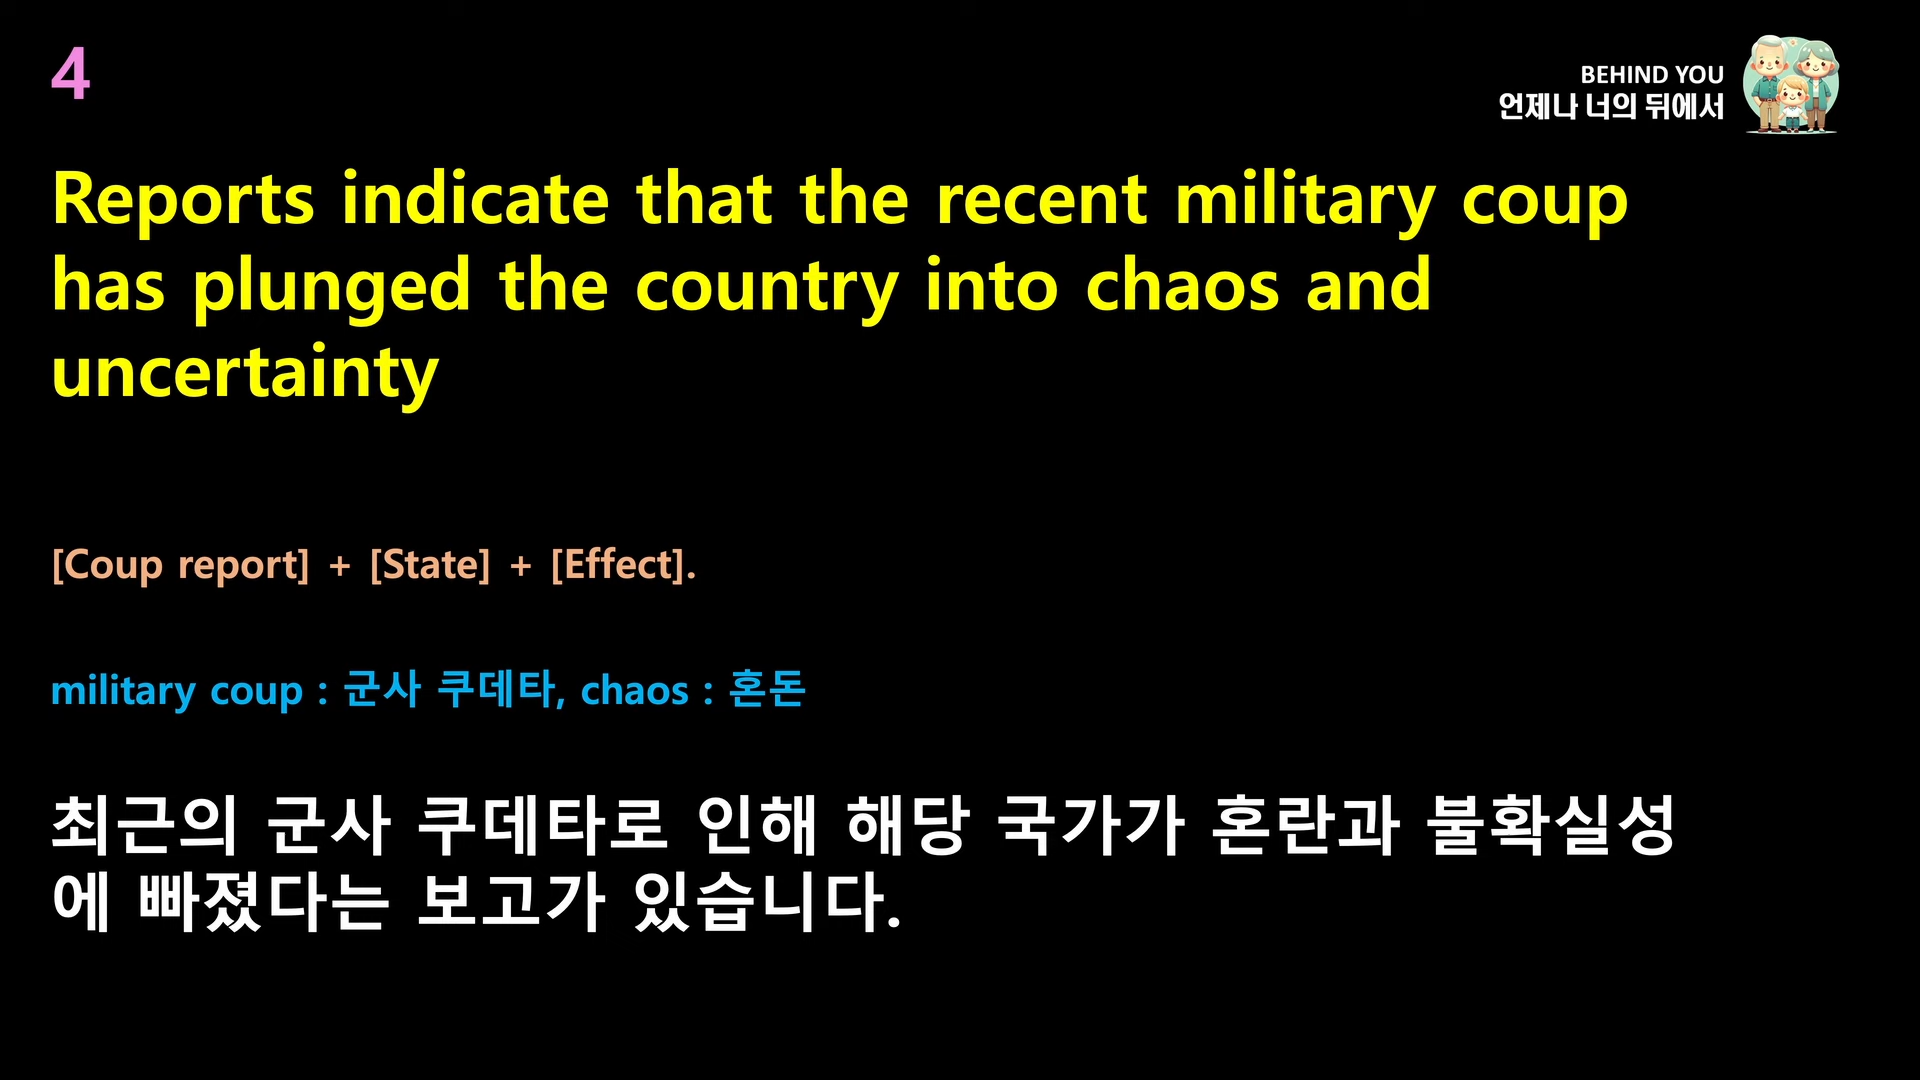 4
BEHIND YOU
언제나 너의 뒤에서
Reports indicate that the recent military coup
has plunged the country into chaos and
uncertainty
[Coup report] + [State] + [Effect].
military coup : 군사 쿠데타, chaos : 혼돈
최근의 군사 쿠데타로 인해 해당 국가가 혼란과 불확실성
에 빠졌다는 보고가 있습니다.